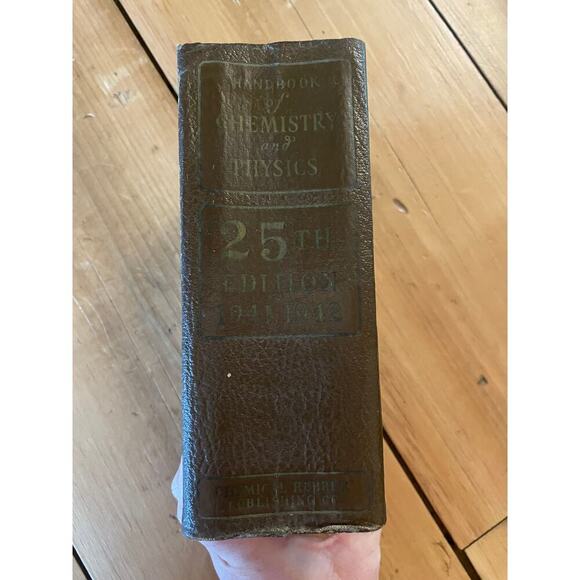 HANDBOOK
of
CHEMISTRY
and
PHYSICS
25TH
EDITION
1941-1942
CHEMICAL RUBBER
PUBLISHING CO